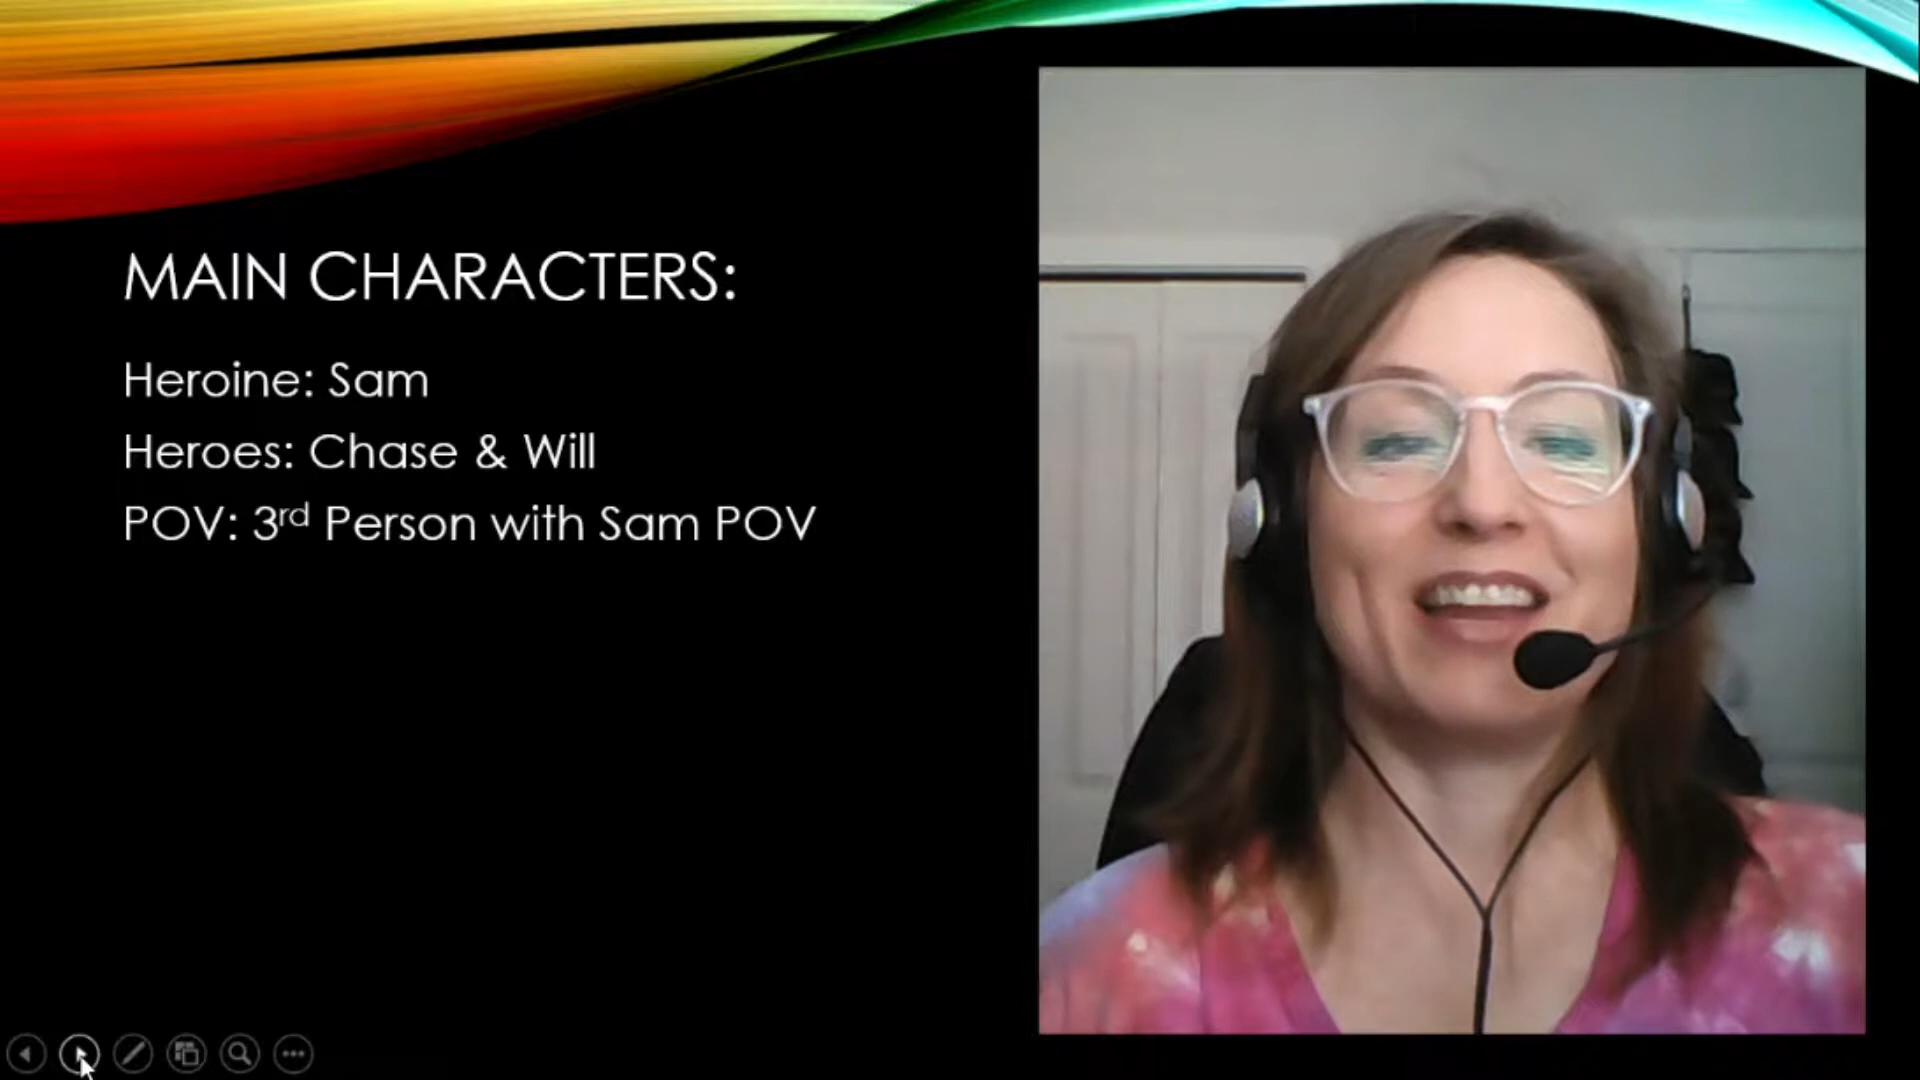 MAIN CHARACTERS:
Heroine: Sam
Heroes: Chase & Will
POV: 3rd Person with Sam POV